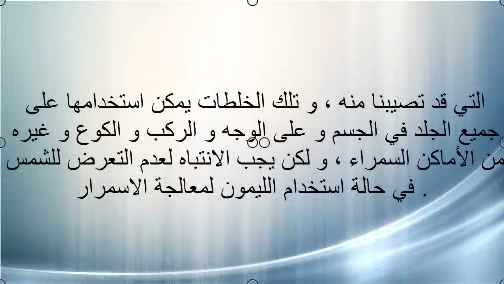 التي قد تصيبنا منه ، و تلك الخلطات يمكن استخدامها على
جميع الجلد في الجسم و على الوجه و الركب و الكوع و غيره
من الأماكن السمراء ، و لكن يجب الانتباه لعدم التعرض للشمس
في حالة استخدام الليمون لمعالجة الاسمرار .